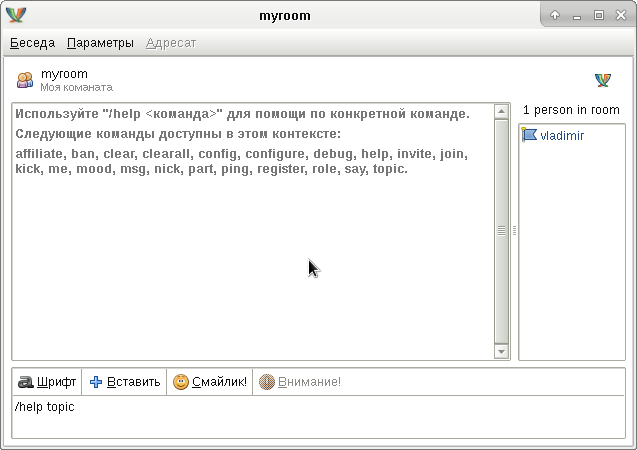 myroom
Беседа Параметры Адресат
myroom
Моя команата
1 person in room
Используйте "/help <команда>" для помощи по конкретной команде.
Следующие команды доступны в этом контексте:
affiliate, ban, clear, clearall, config, configure, debug, help, invite, join,
kick, me, mood, msg, nick, part, ping, register, role, say, topic.
vladimir
Шрифт Вставить Смайлик! Внимание!
/help topic